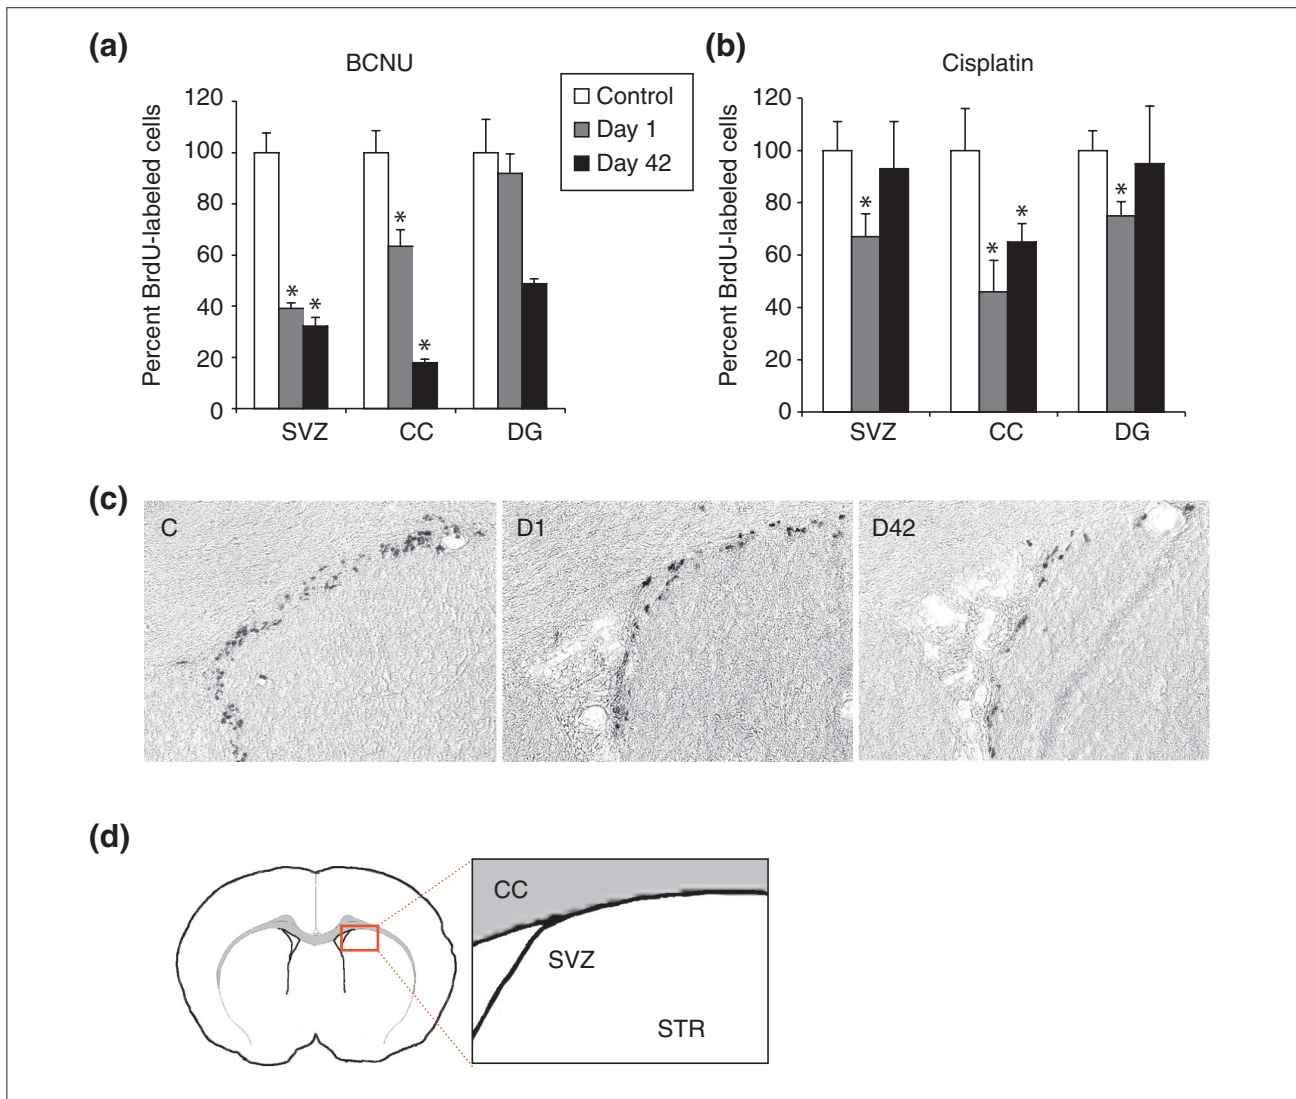 (a)
BCNU
Percent BrdU-labeled cells
120
100
80
60
40
20
0
* * * *
SVZ CC DG
Control
Day 1
Day 42
(b)
Cisplatin
Percent BrdU-labeled cells
120
100
80
60
40
20
0
* * * *
SVZ CC DG
(c)
C D1 D42
(d)
CC
SVZ
STR